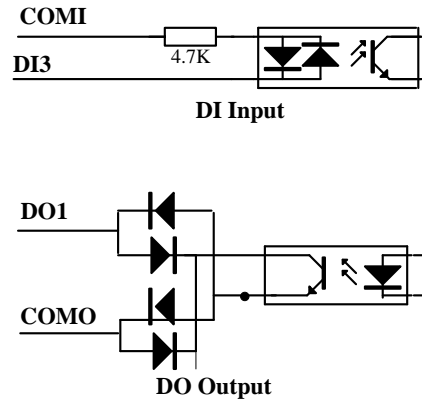 COMI
4.7K
DI3
DI Input
DO1
COMO
DO Output